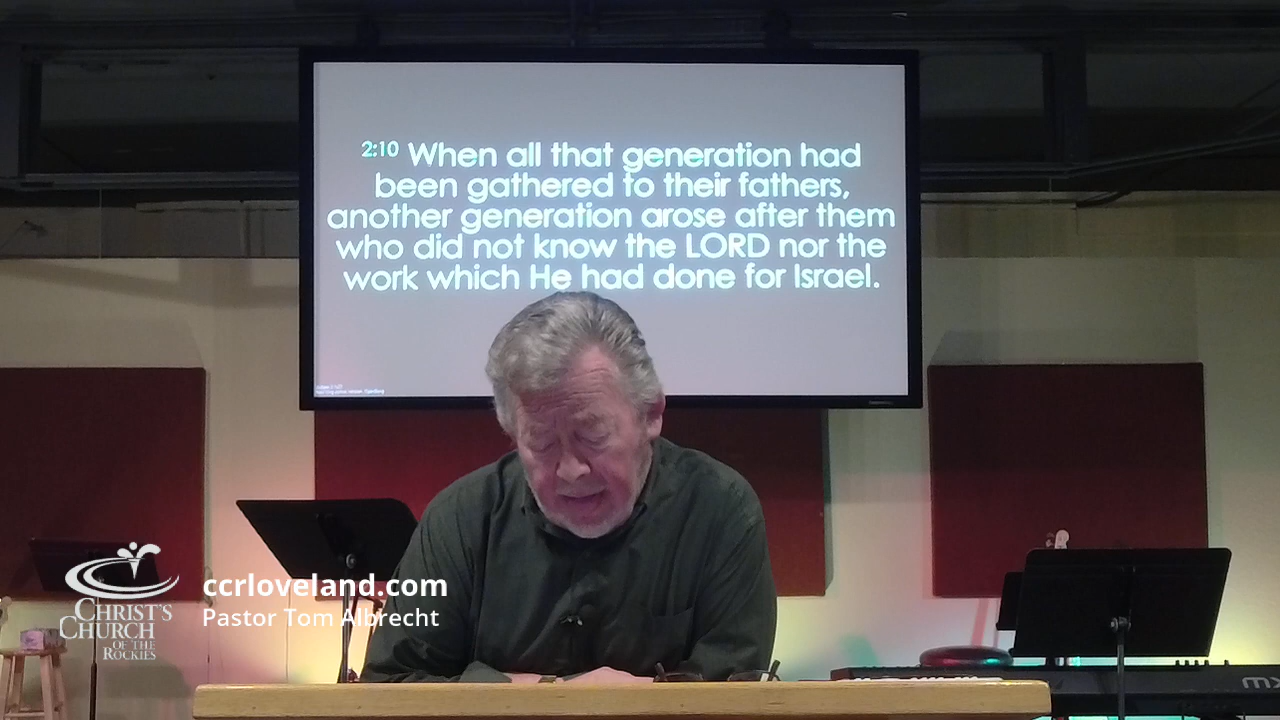 2:10 When all that generation had
been gathered to their fathers,
another generation arose after them
who did not know the LORD nor the
work which He had done for Israel.
ccrloveland.com
Pastor Tom Albrecht
CHRIST'S
CHURCH
OF THE
ROCKIES